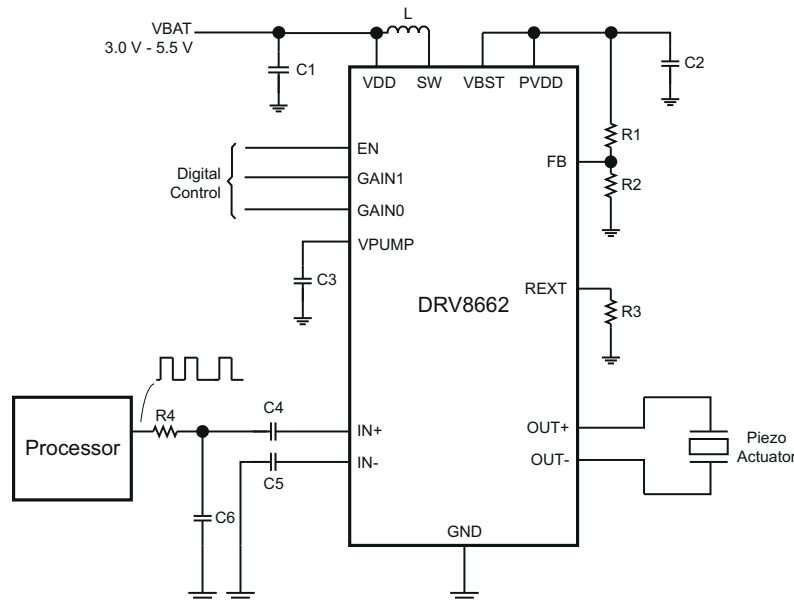 L
VBAT
3.0 V - 5.5 V
C1
C2
VDD
SW
VBST
PVDD
R1
EN
FB
Digital
Control
GAIN1
R2
GAIN0
VPUMP
C3
REXT
DRV8662
R3
R4
C4
IN+
OUT+
Processor
Piezo
Actuator
IN-
OUT-
C5
C6
GND